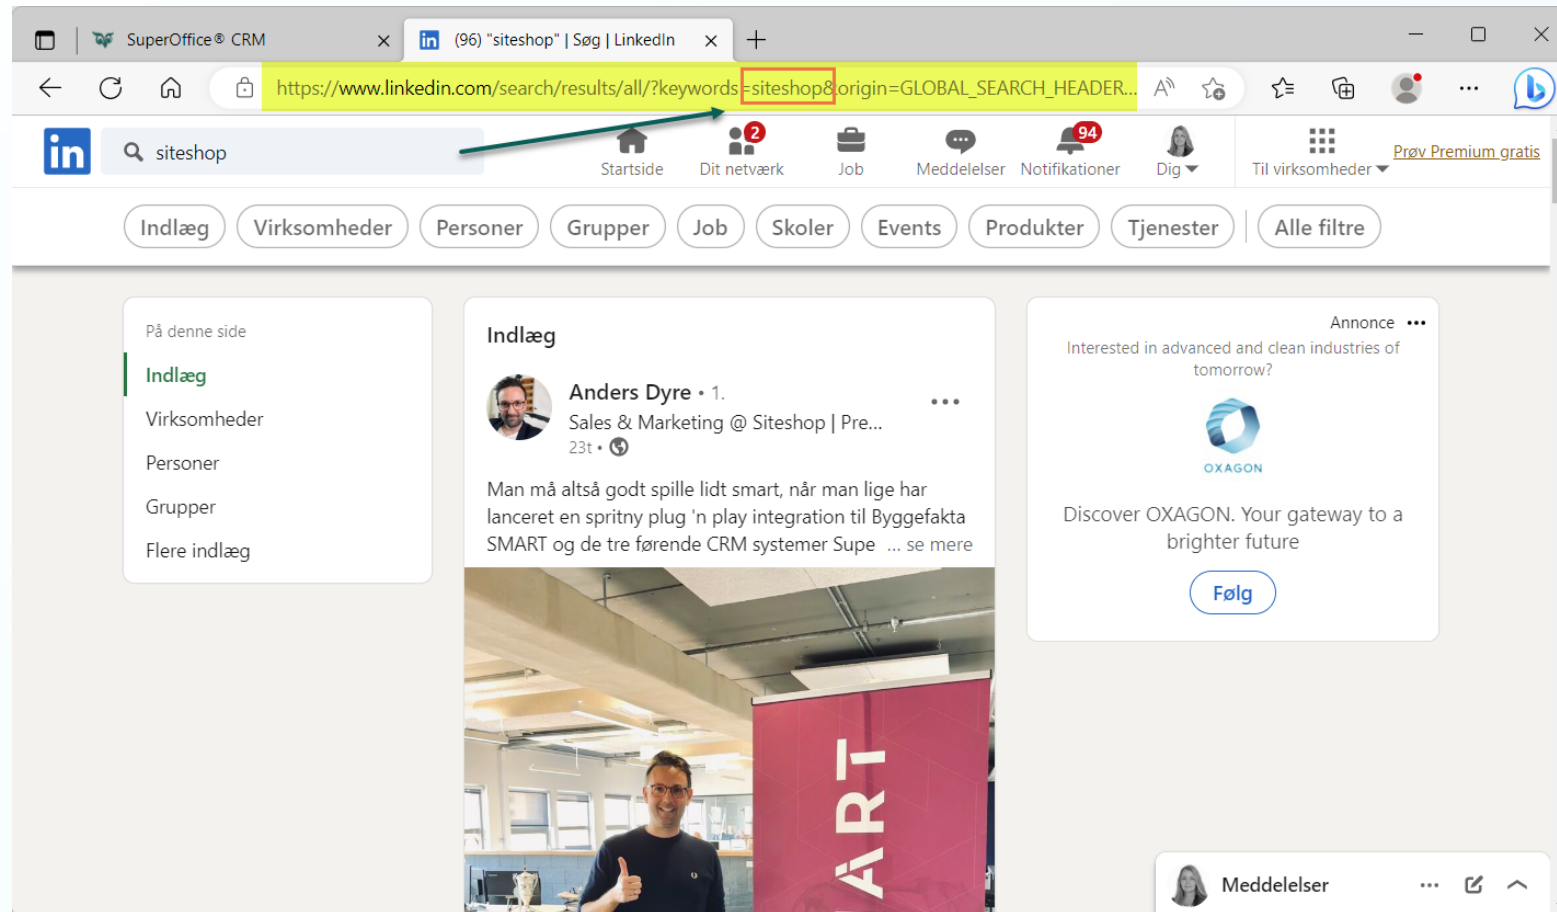 SuperOffice® CRM
(96) "siteshop" | Søg | LinkedIn
https://www.linkedin.com/search/results/all/?keywords=siteshop&origin=GLOBAL_SEARCH_HEADER...
in
siteshop
Startside
2
Dit netværk
Job
Meddelelser
94
Notifikationer
Dig
Til virksomheder
Prøv Premium gratis
Indlæg
Virksomheder
Personer
Grupper
Job
Skoler
Events
Produkter
Tjenester
Alle filtre
På denne side
Indlæg
Virksomheder
Personer
Grupper
Flere indlæg
Indlæg
Anders Dyre • 1.
Sales & Marketing @ Siteshop | Pre...
23t •
Man må altså godt spille lidt smart, når man lige har
lanceret en spritny plug 'n play integration til Byggefakta
SMART og de tre førende CRM systemer Supe ... se mere
ART
Annonce
Interested in advanced and clean industries of
tomorrow?
OXAGON
Discover OXAGON. Your gateway to a
brighter future
Følg
Meddelelser